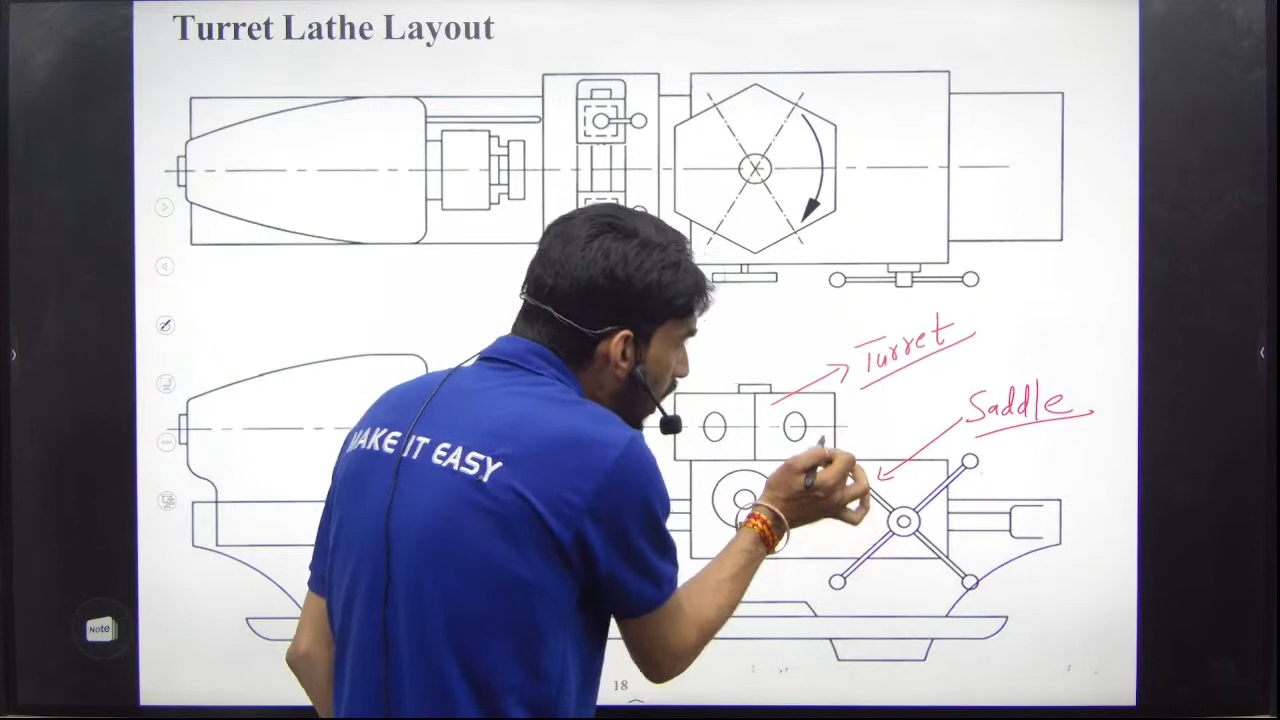 Turret Lathe Layout
Turret
Saddle
MAKE IT EASY
Note
18